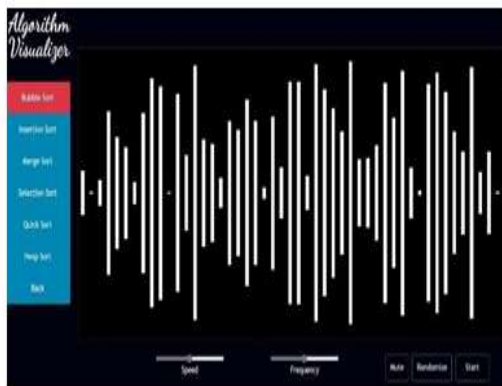 Algorithm
Visualizer
Bubble Sort
Insertion Sort
Merge Sort
Selection Sort
Quick Sort
Heap Sort
Back
Speed
Frequency
Mute
Randomize
Start